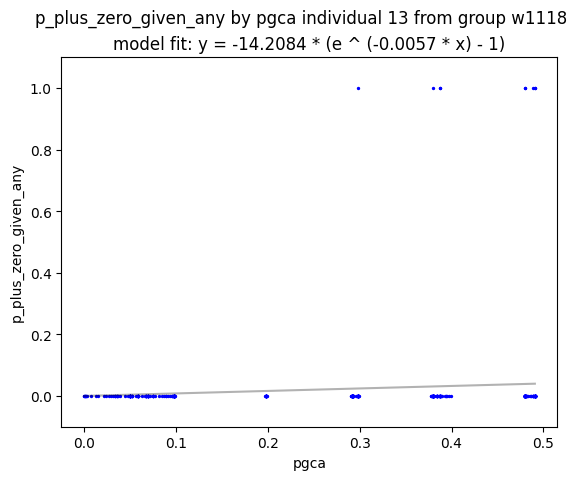 p_plus_zero_given_any by pgca individual 13 from group w1118
model fit: y = -14.2084 * (e ^ (-0.0057 * x) - 1)
1.0
0.8
0.6
0.4
0.2
0.0
p_plus_zero_given_any
0.0 0.1 0.2 0.3 0.4 0.5
pgca